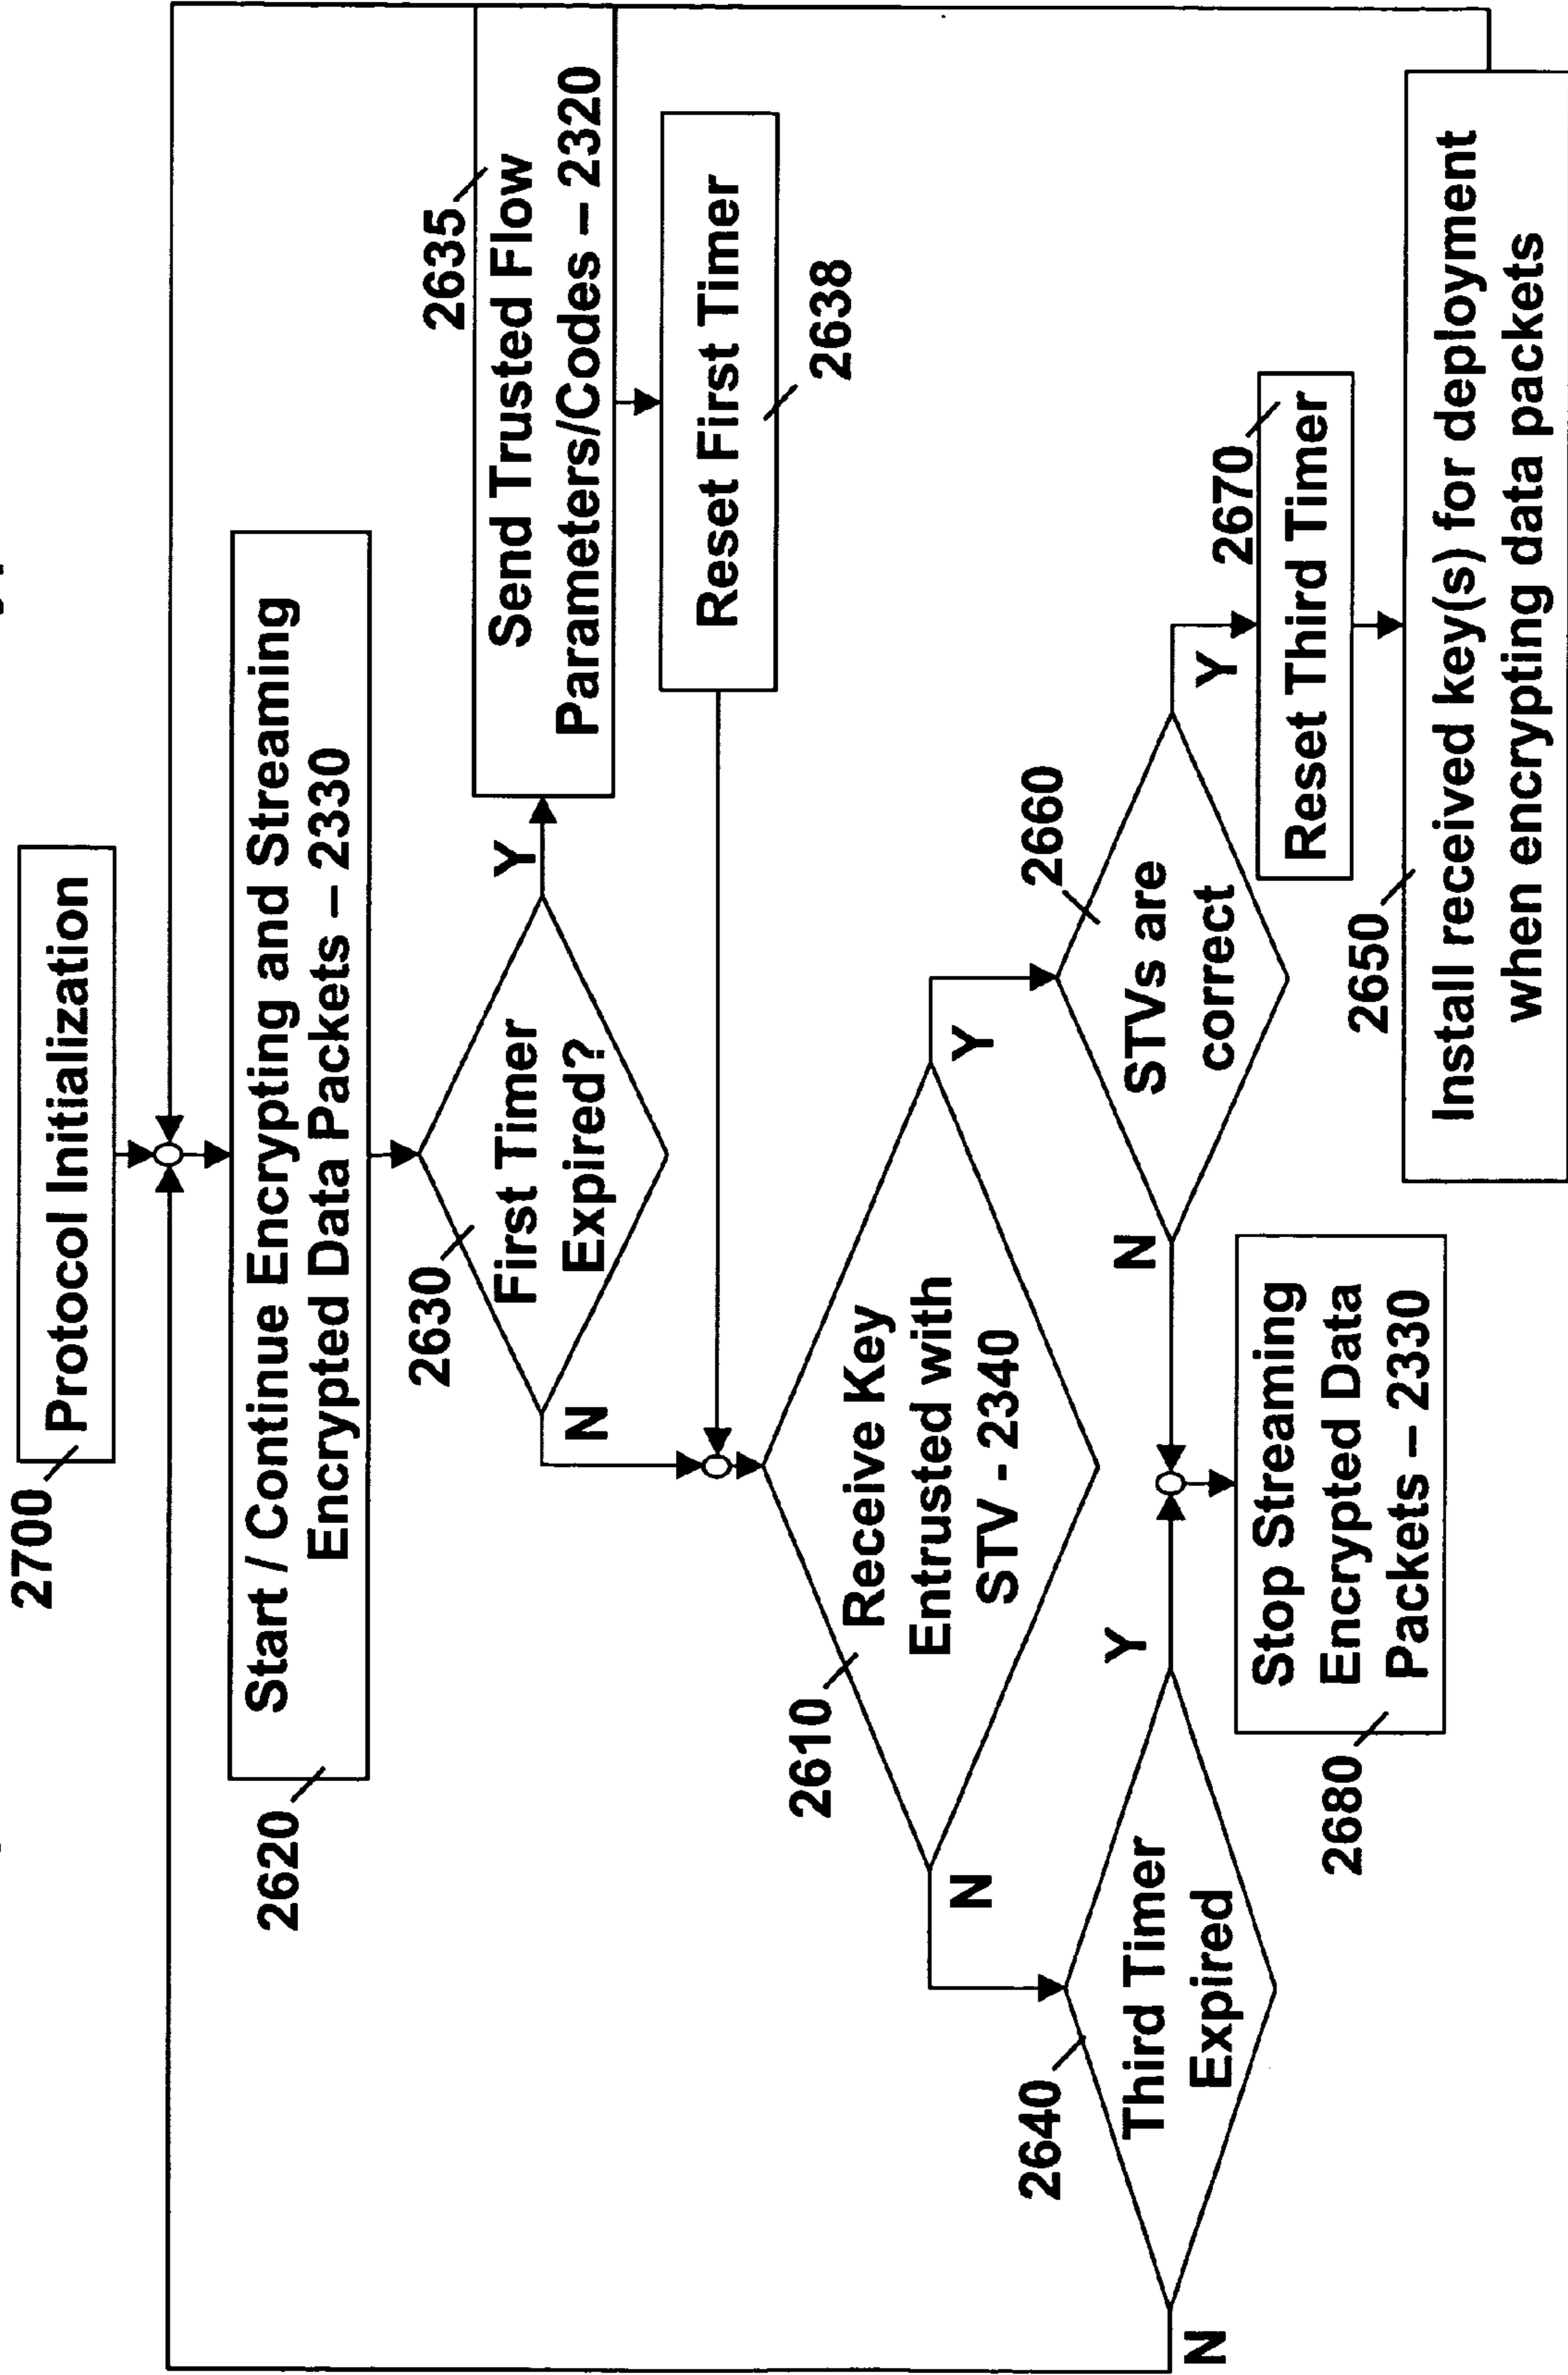 2700
Protocol Initialization
2620
Start / Continue Encrypting and Streaming
Encrypted Data Packets – 2330
2630
First Timer
Expired?
Y
N
2635
Send Trusted Flow
Parameters/Codes – 2320
Reset First Timer
2638
2610
Receive Key
Entrusted with
STV - 2340
N
Y
2640
Third Timer
Expired
N
Y
2660
STVs are
correct
N
Y
2670
Reset Third Timer
2680
Stop Streaming
Encrypted Data
Packets – 2330
2650
Install received key(s) for deployment
when encrypting data packets